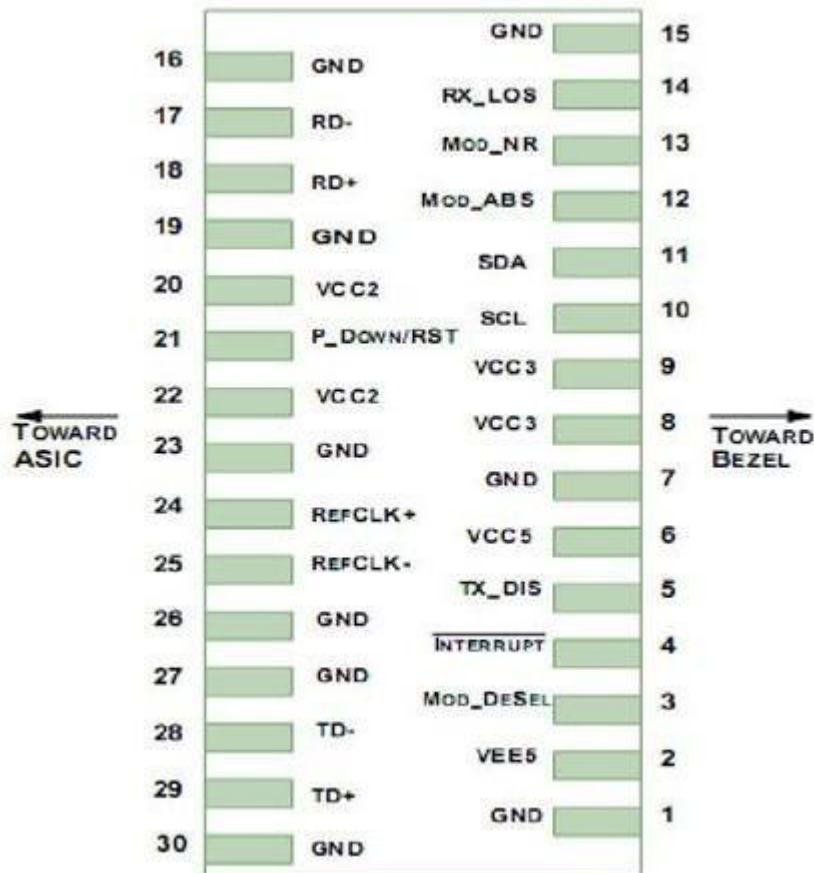 GND 15
16 GND
RX_LOS 14
17 RD-
MOD_NR 13
18 RD+
MOD_ABS 12
19 GND
SDA 11
20 VCC2
SCL 10
21 P_DOWN/RST
VCC3 9
22 VCC2
VCC3 8
TOWARD ASIC
TOWARD BEZEL
23 GND
GND 7
24 REFCLK+
VCC5 6
25 REFCLK-
TX_DIS 5
26 GND
INTERRUPT 4
27 GND
MOD_DESEL 3
28 TD-
VEE5 2
29 TD+
GND 1
30 GND